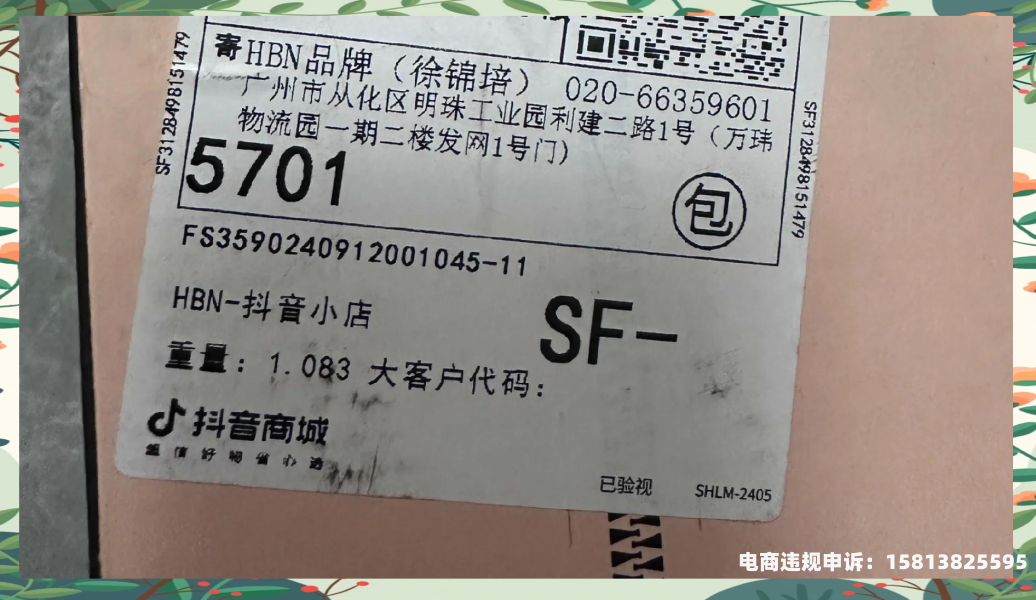 寄 HBN品牌（徐锦培） 020-66359601
广州市从化区明珠工业园利建二路1号（万玮
物流园一期二楼发网1号门）
5701
包
SF3128498151479
SF3128498151479
FS3590240912001045-11
HBN-抖音小店
SF-
重量：1.083 大客户代码：
抖音商城
已验视 SHLM-2405
电商违规申诉：15813825595